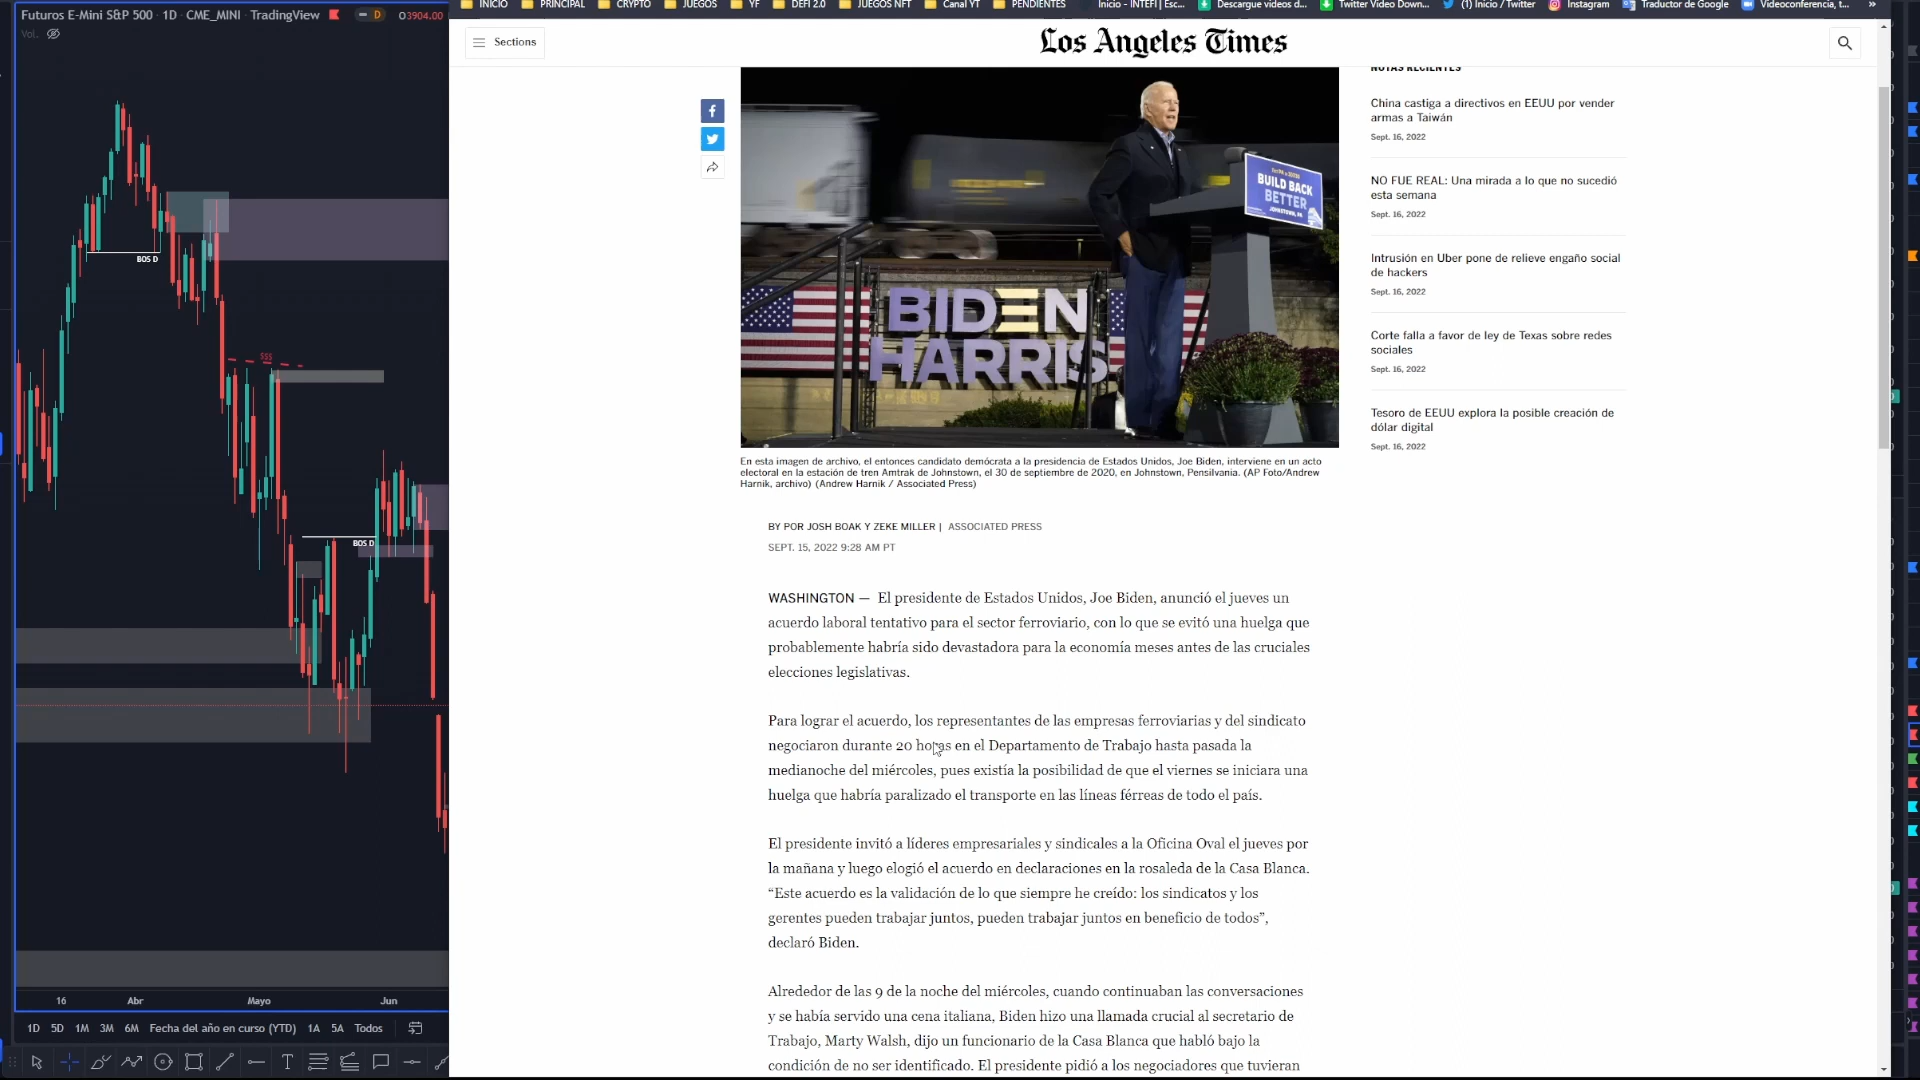 Futuros E-Mini S&P 500 · 1D · CME_MINI · TradingView
D
O3904.00
Vol.
BOS D
$$$
BOS D
16
Abr
Mayo
Jun
1D 5D 1M 3M 6M Fecha del año en curso (YTD) 1A 5A Todos
INICIO
PRINCIPAL
CRYPTO
JUEGOS
YF
DEFI 2.0
JUEGOS NFT
Canal YT
PENDIENTES
Inicio - INTEFI | Esc...
Descargue videos d...
Twitter Video Down...
(1) Inicio / Twitter
Instagram
Traductor de Google
Videoconferencia, t...
Sections
Los Angeles Times
BUILD BACK
BETTER
JOHNSTOWN, PA
BIDEN
HARRIS
En esta imagen de archivo, el entonces candidato demócrata a la presidencia de Estados Unidos, Joe Biden, interviene en un acto
electoral en la estación de tren Amtrak de Johnstown, el 30 de septiembre de 2020, en Johnstown, Pensilvania. (AP Foto/Andrew
Harnik, archivo) (Andrew Harnik / Associated Press)
BY POR JOSH BOAK Y ZEKE MILLER | ASSOCIATED PRESS
SEPT. 15, 2022 9:28 AM PT
WASHINGTON — El presidente de Estados Unidos, Joe Biden, anunció el jueves un
acuerdo laboral tentativo para el sector ferroviario, con lo que se evitó una huelga que
probablemente habría sido devastadora para la economía meses antes de las cruciales
elecciones legislativas.
Para lograr el acuerdo, los representantes de las empresas ferroviarias y del sindicato
negociaron durante 20 horas en el Departamento de Trabajo hasta pasada la
medianoche del miércoles, pues existía la posibilidad de que el viernes se iniciara una
huelga que habría paralizado el transporte en las líneas férreas de todo el país.
El presidente invitó a líderes empresariales y sindicales a la Oficina Oval el jueves por
la mañana y luego elogió el acuerdo en declaraciones en la rosaleda de la Casa Blanca.
“Este acuerdo es la validación de lo que siempre he creído: los sindicatos y los
gerentes pueden trabajar juntos, pueden trabajar juntos en beneficio de todos”,
declaró Biden.
Alrededor de las 9 de la noche del miércoles, cuando continuaban las conversaciones
y se había servido una cena italiana, Biden hizo una llamada crucial al secretario de
Trabajo, Marty Walsh, dijo un funcionario de la Casa Blanca que habló bajo la
condición de no ser identificado. El presidente pidió a los negociadores que tuvieran
NOTAS RECIENTES
China castiga a directivos en EEUU por vender
armas a Taiwán
Sept. 16, 2022
NO FUE REAL: Una mirada a lo que no sucedió
esta semana
Sept. 16, 2022
Intrusión en Uber pone de relieve engaño social
de hackers
Sept. 16, 2022
Corte falla a favor de ley de Texas sobre redes
sociales
Sept. 16, 2022
Tesoro de EEUU explora la posible creación de
dólar digital
Sept. 16, 2022